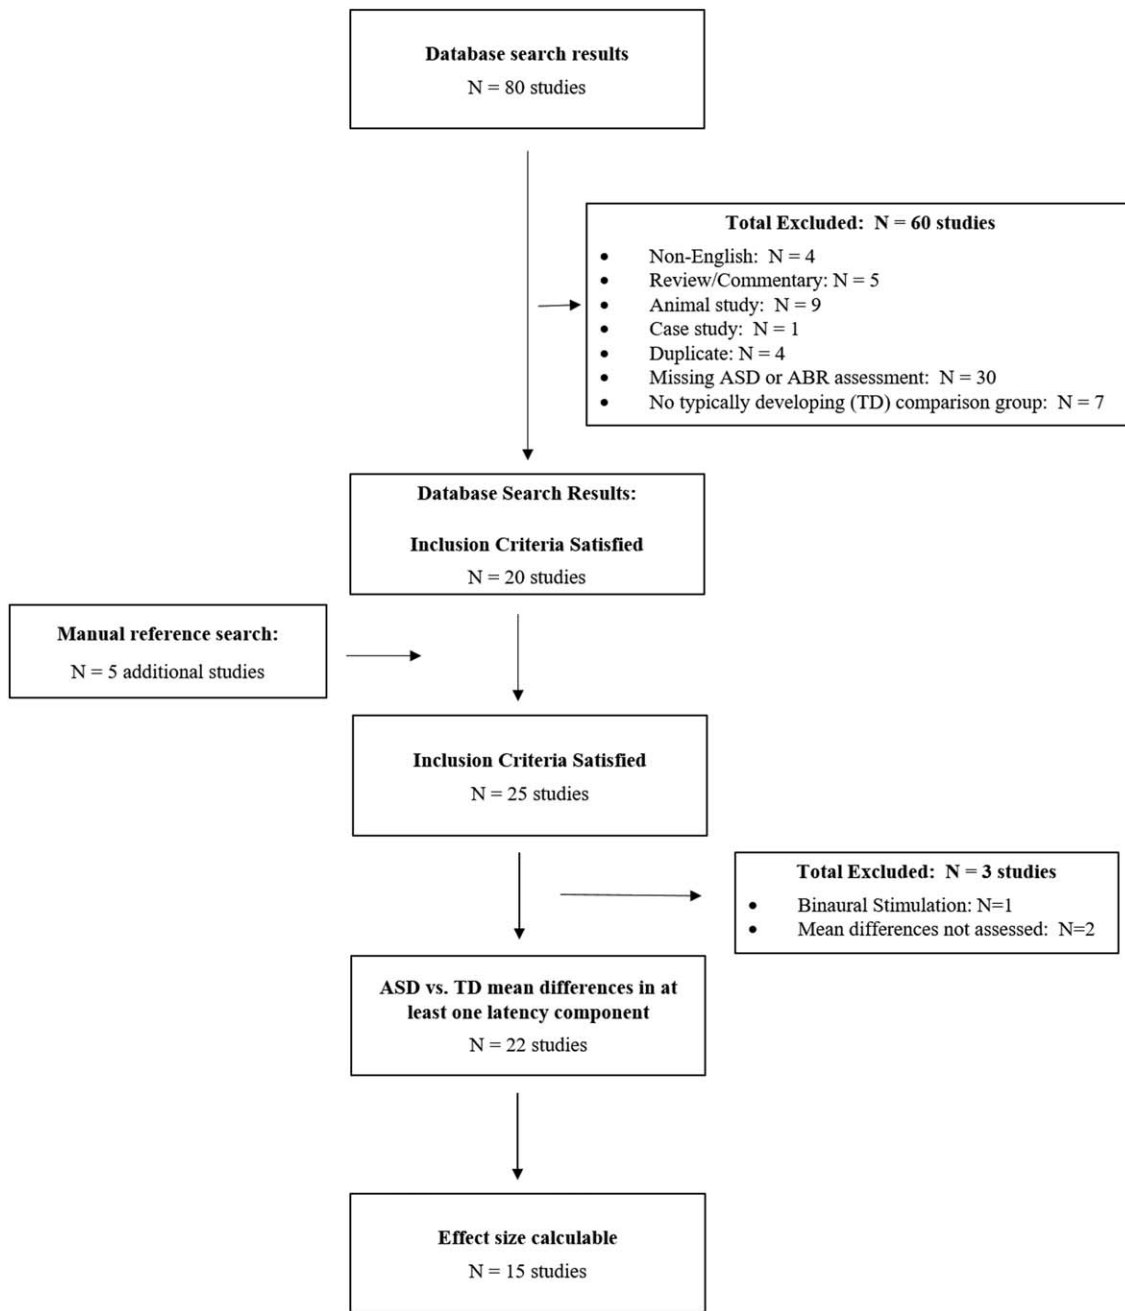 Database search results
N = 80 studies
Total Excluded:  N = 60 studies
• Non-English:  N = 4
• Review/Commentary: N = 5
• Animal study:  N = 9
• Case study:  N = 1
• Duplicate: N = 4
• Missing ASD or ABR assessment:  N = 30
• No typically developing (TD) comparison group:  N = 7
Database Search Results:
Inclusion Criteria Satisfied
N = 20 studies
Manual reference search:
N = 5 additional studies
Inclusion Criteria Satisfied
N = 25 studies
Total Excluded:  N = 3 studies
• Binaural Stimulation: N=1
• Mean differences not assessed:  N=2
ASD vs. TD mean differences in at
least one latency component
N = 22 studies
Effect size calculable
N = 15 studies